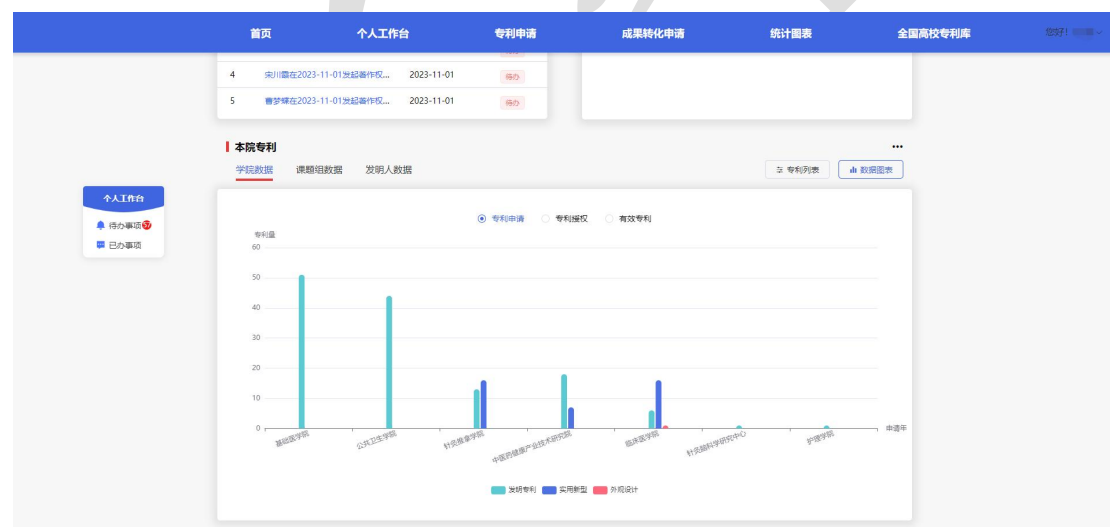 首页 个人工作台 专利申请 成果转化申请 统计图表 全国高校专利库 您好!
4 宋川霞在2023-11-01发起著作权... 2023-11-01 待办
5 曹梦蝶在2023-11-01发起著作权... 2023-11-01 待办
本院专利 •••
学院数据 课题组数据 发明人数据 专利列表 数据图表
个人工作台
待办事项 57
已办事项
专利申请 专利授权 有效专利
专利量
60
50
40
30
20
10
0
基础医学院 公共卫生学院 针灸推拿学院 中医药健康产业技术研究院 临床医学院 针灸脑科学研究中心 护理学院 申请年
发明专利 实用新型 外观设计